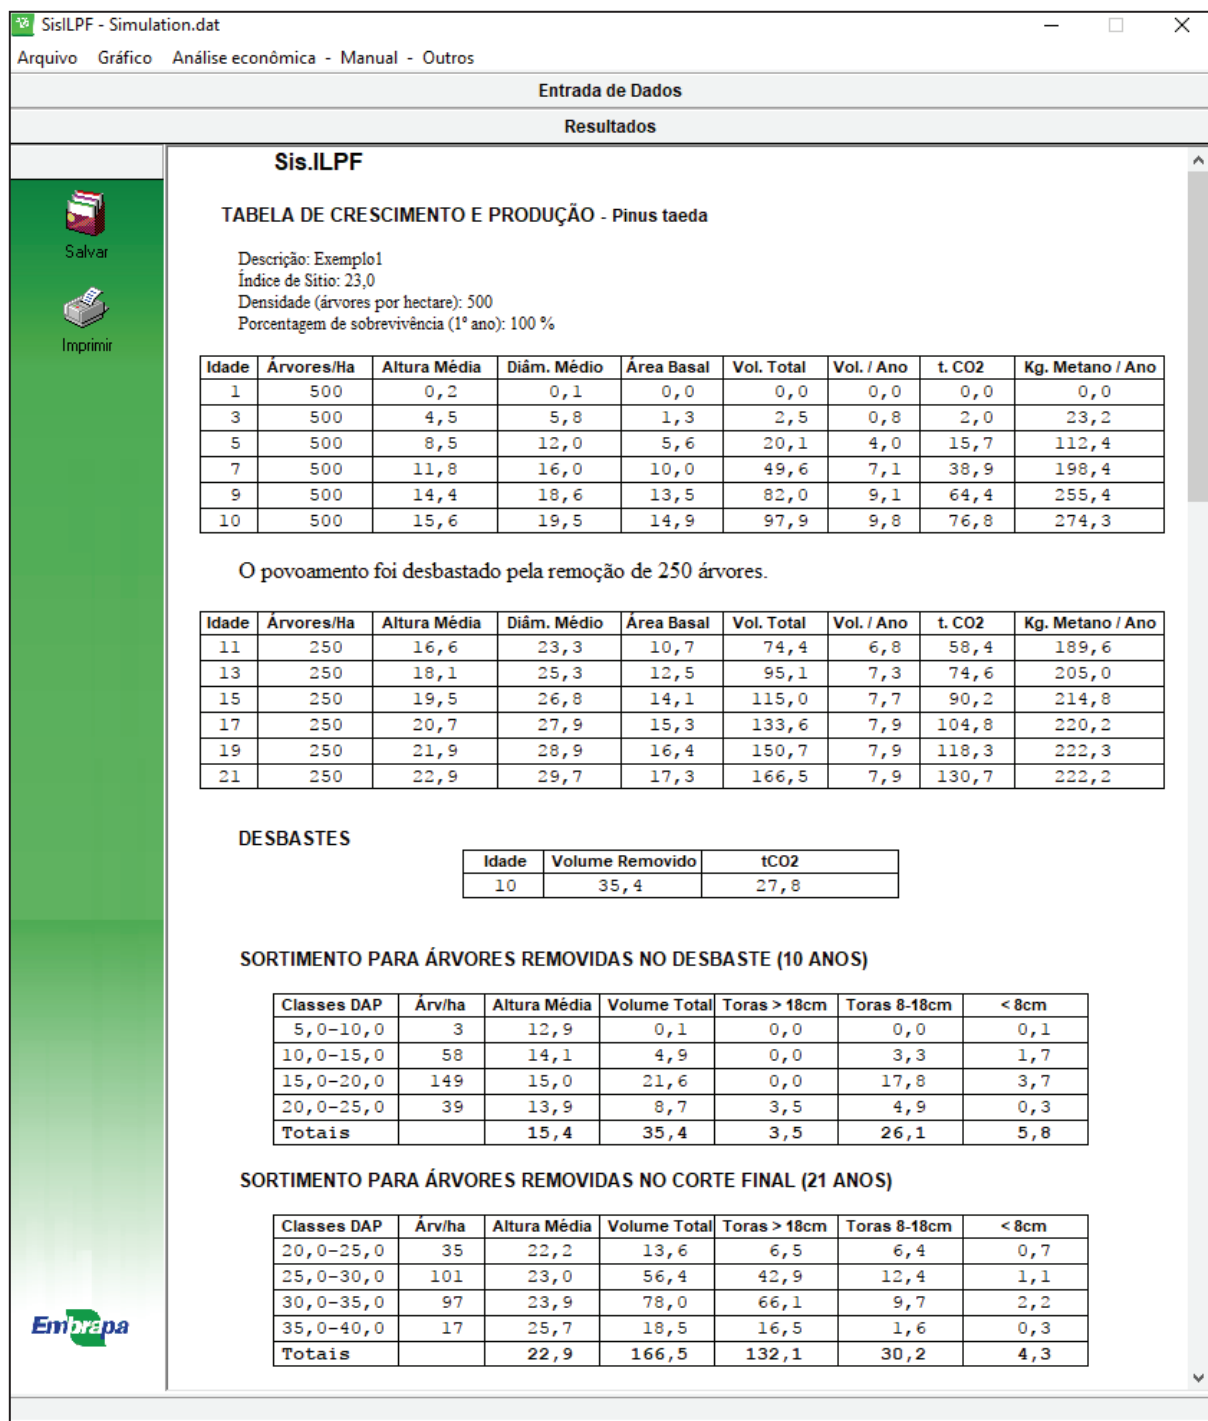 SisILPF - Simulation.dat
Arquivo Gráfico Análise econômica - Manual - Outros
Entrada de Dados
Resultados
Salvar
Imprimir
Sis.ILPF
TABELA DE CRESCIMENTO E PRODUÇÃO - Pinus taeda
Descrição: Exemplo1
Índice de Sitio: 23,0
Densidade (árvores por hectare): 500
Porcentagem de sobrevivência (1º ano): 100 %
Idade Árvores/Ha Altura Média Diâm. Médio Área Basal Vol. Total Vol. / Ano t. CO2 Kg. Metano / Ano
1 500 0,2 0,1 0,0 0,0 0,0 0,0 0,0
3 500 4,5 5,8 1,3 2,5 0,8 2,0 23,2
5 500 8,5 12,0 5,6 20,1 4,0 15,7 112,4
7 500 11,8 16,0 10,0 49,6 7,1 38,9 198,4
9 500 14,4 18,6 13,5 82,0 9,1 64,4 255,4
10 500 15,6 19,5 14,9 97,9 9,8 76,8 274,3
O povoamento foi desbastado pela remoção de 250 árvores.
Idade Árvores/Ha Altura Média Diâm. Médio Área Basal Vol. Total Vol. / Ano t. CO2 Kg. Metano / Ano
11 250 16,6 23,3 10,7 74,4 6,8 58,4 189,6
13 250 18,1 25,3 12,5 95,1 7,3 74,6 205,0
15 250 19,5 26,8 14,1 115,0 7,7 90,2 214,8
17 250 20,7 27,9 15,3 133,6 7,9 104,8 220,2
19 250 21,9 28,9 16,4 150,7 7,9 118,3 222,3
21 250 22,9 29,7 17,3 166,5 7,9 130,7 222,2
DESBASTES
Idade Volume Removido tCO2
10 35,4 27,8
SORTIMENTO PARA ÁRVORES REMOVIDAS NO DESBASTE (10 ANOS)
Classes DAP Árv/ha Altura Média Volume Total Toras > 18cm Toras 8-18cm < 8cm
5,0-10,0 3 12,9 0,1 0,0 0,0 0,1
10,0-15,0 58 14,1 4,9 0,0 3,3 1,7
15,0-20,0 149 15,0 21,6 0,0 17,8 3,7
20,0-25,0 39 13,9 8,7 3,5 4,9 0,3
Totais 15,4 35,4 3,5 26,1 5,8
SORTIMENTO PARA ÁRVORES REMOVIDAS NO CORTE FINAL (21 ANOS)
Classes DAP Árv/ha Altura Média Volume Total Toras > 18cm Toras 8-18cm < 8cm
20,0-25,0 35 22,2 13,6 6,5 6,4 0,7
25,0-30,0 101 23,0 56,4 42,9 12,4 1,1
30,0-35,0 97 23,9 78,0 66,1 9,7 2,2
35,0-40,0 17 25,7 18,5 16,5 1,6 0,3
Totais 22,9 166,5 132,1 30,2 4,3
Embrapa